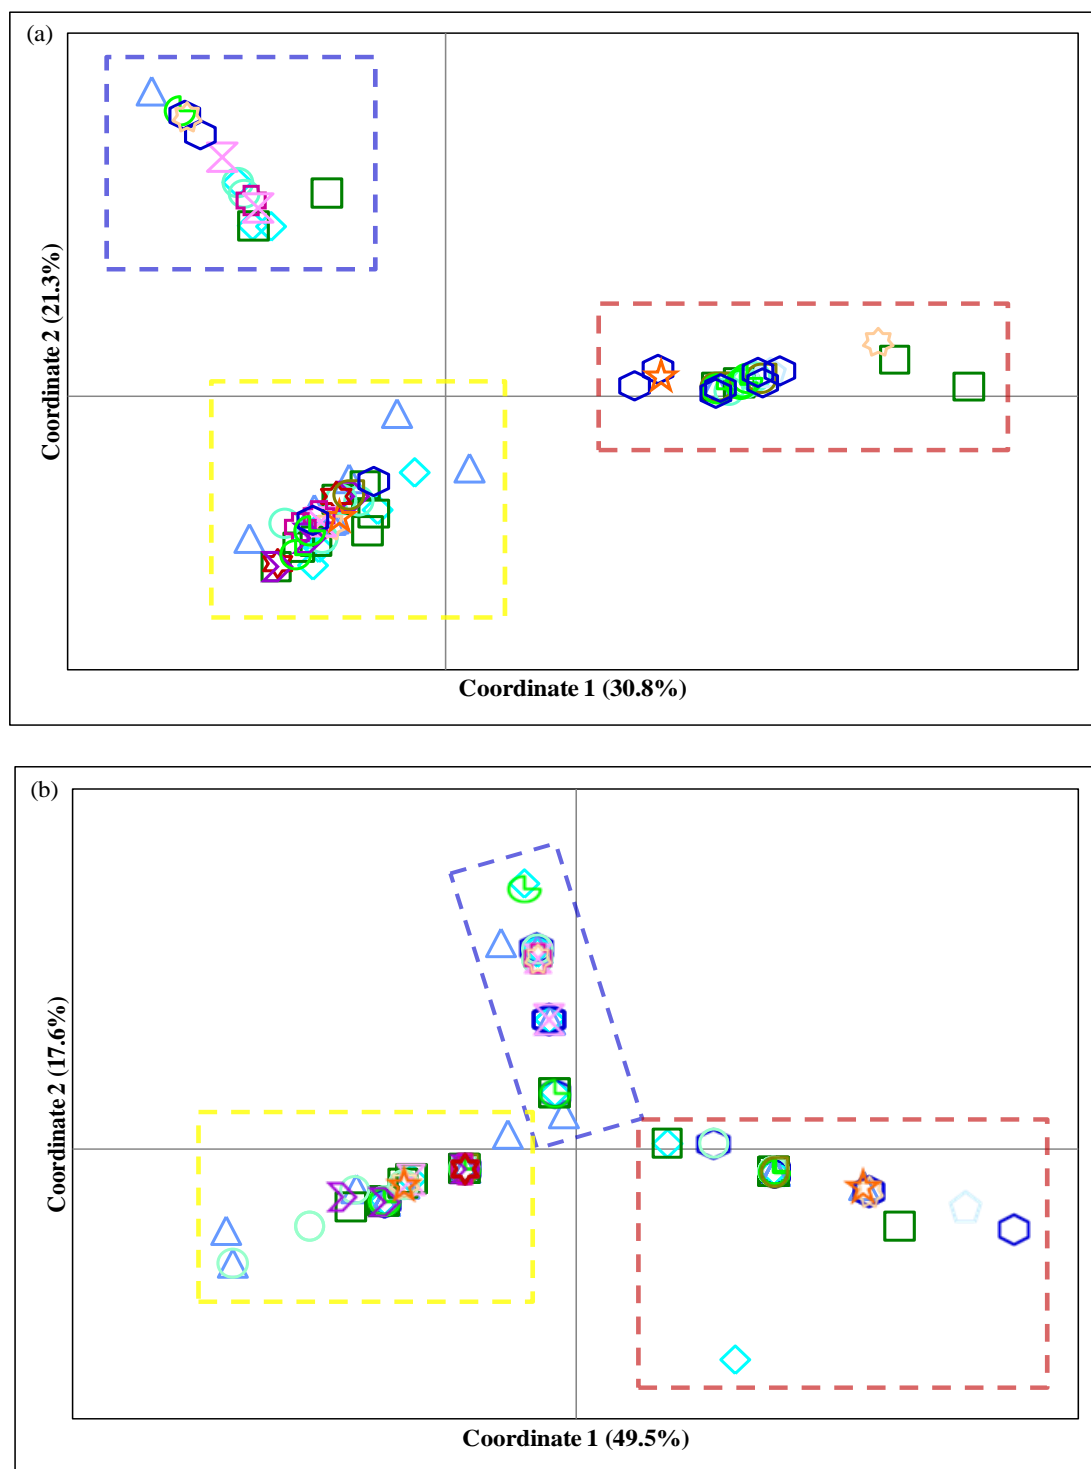 (a)
Coordinate 2 (21.3%)
Coordinate 1 (30.8%)
(b)
Coordinate 2 (17.6%)
Coordinate 1 (49.5%)